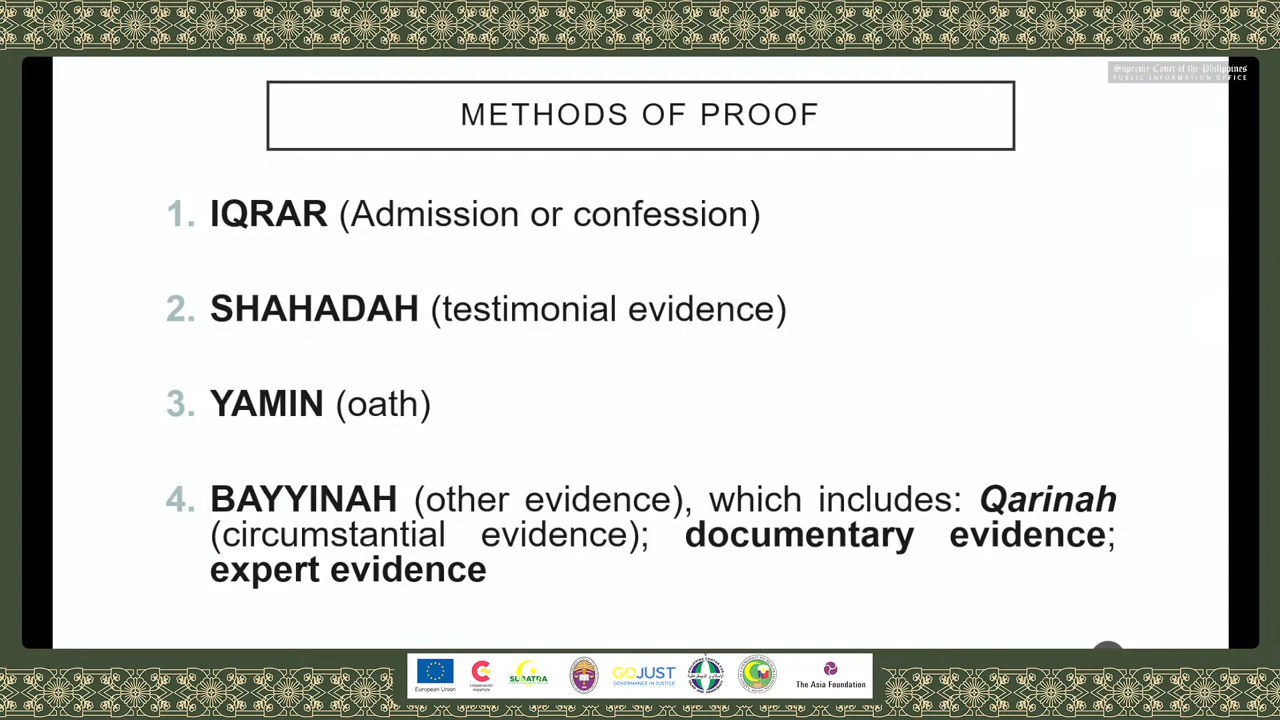 Supreme Court of the Philippines
PUBLIC INFORMATION OFFICE
METHODS OF PROOF
1. IQRAR (Admission or confession)
2. SHAHADAH (testimonial evidence)
3. YAMIN (oath)
4. BAYYINAH (other evidence), which includes: Qarinah
(circumstantial evidence); documentary evidence;
expert evidence
European Union
cooperación
española
SUBATRA
GOJUST
GOVERNANCE IN JUSTICE
The Asia Foundation